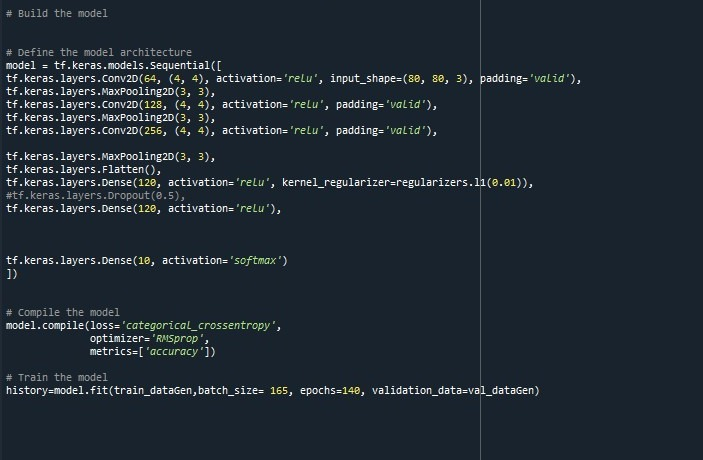 # Build the model
# Define the model architecture
model = tf.keras.models.Sequential([
tf.keras.layers.Conv2D(64, (4, 4), activation='relu', input_shape=(80, 80, 3), padding='valid'),
tf.keras.layers.MaxPooling2D(3, 3),
tf.keras.layers.Conv2D(128, (4, 4), activation='relu', padding='valid'),
tf.keras.layers.MaxPooling2D(3, 3),
tf.keras.layers.Conv2D(256, (4, 4), activation='relu', padding='valid'),
tf.keras.layers.MaxPooling2D(3, 3),
tf.keras.layers.Flatten(),
tf.keras.layers.Dense(120, activation='relu', kernel_regularizer=regularizers.l1(0.01)),
#tf.keras.layers.Dropout(0.5),
tf.keras.layers.Dense(120, activation='relu'),
tf.keras.layers.Dense(10, activation='softmax')
])
# Compile the model
model.compile(loss='categorical_crossentropy',
optimizer='RMSprop',
metrics=['accuracy'])
# Train the model
history=model.fit(train_dataGen,batch_size= 165, epochs=140, validation_data=val_dataGen)